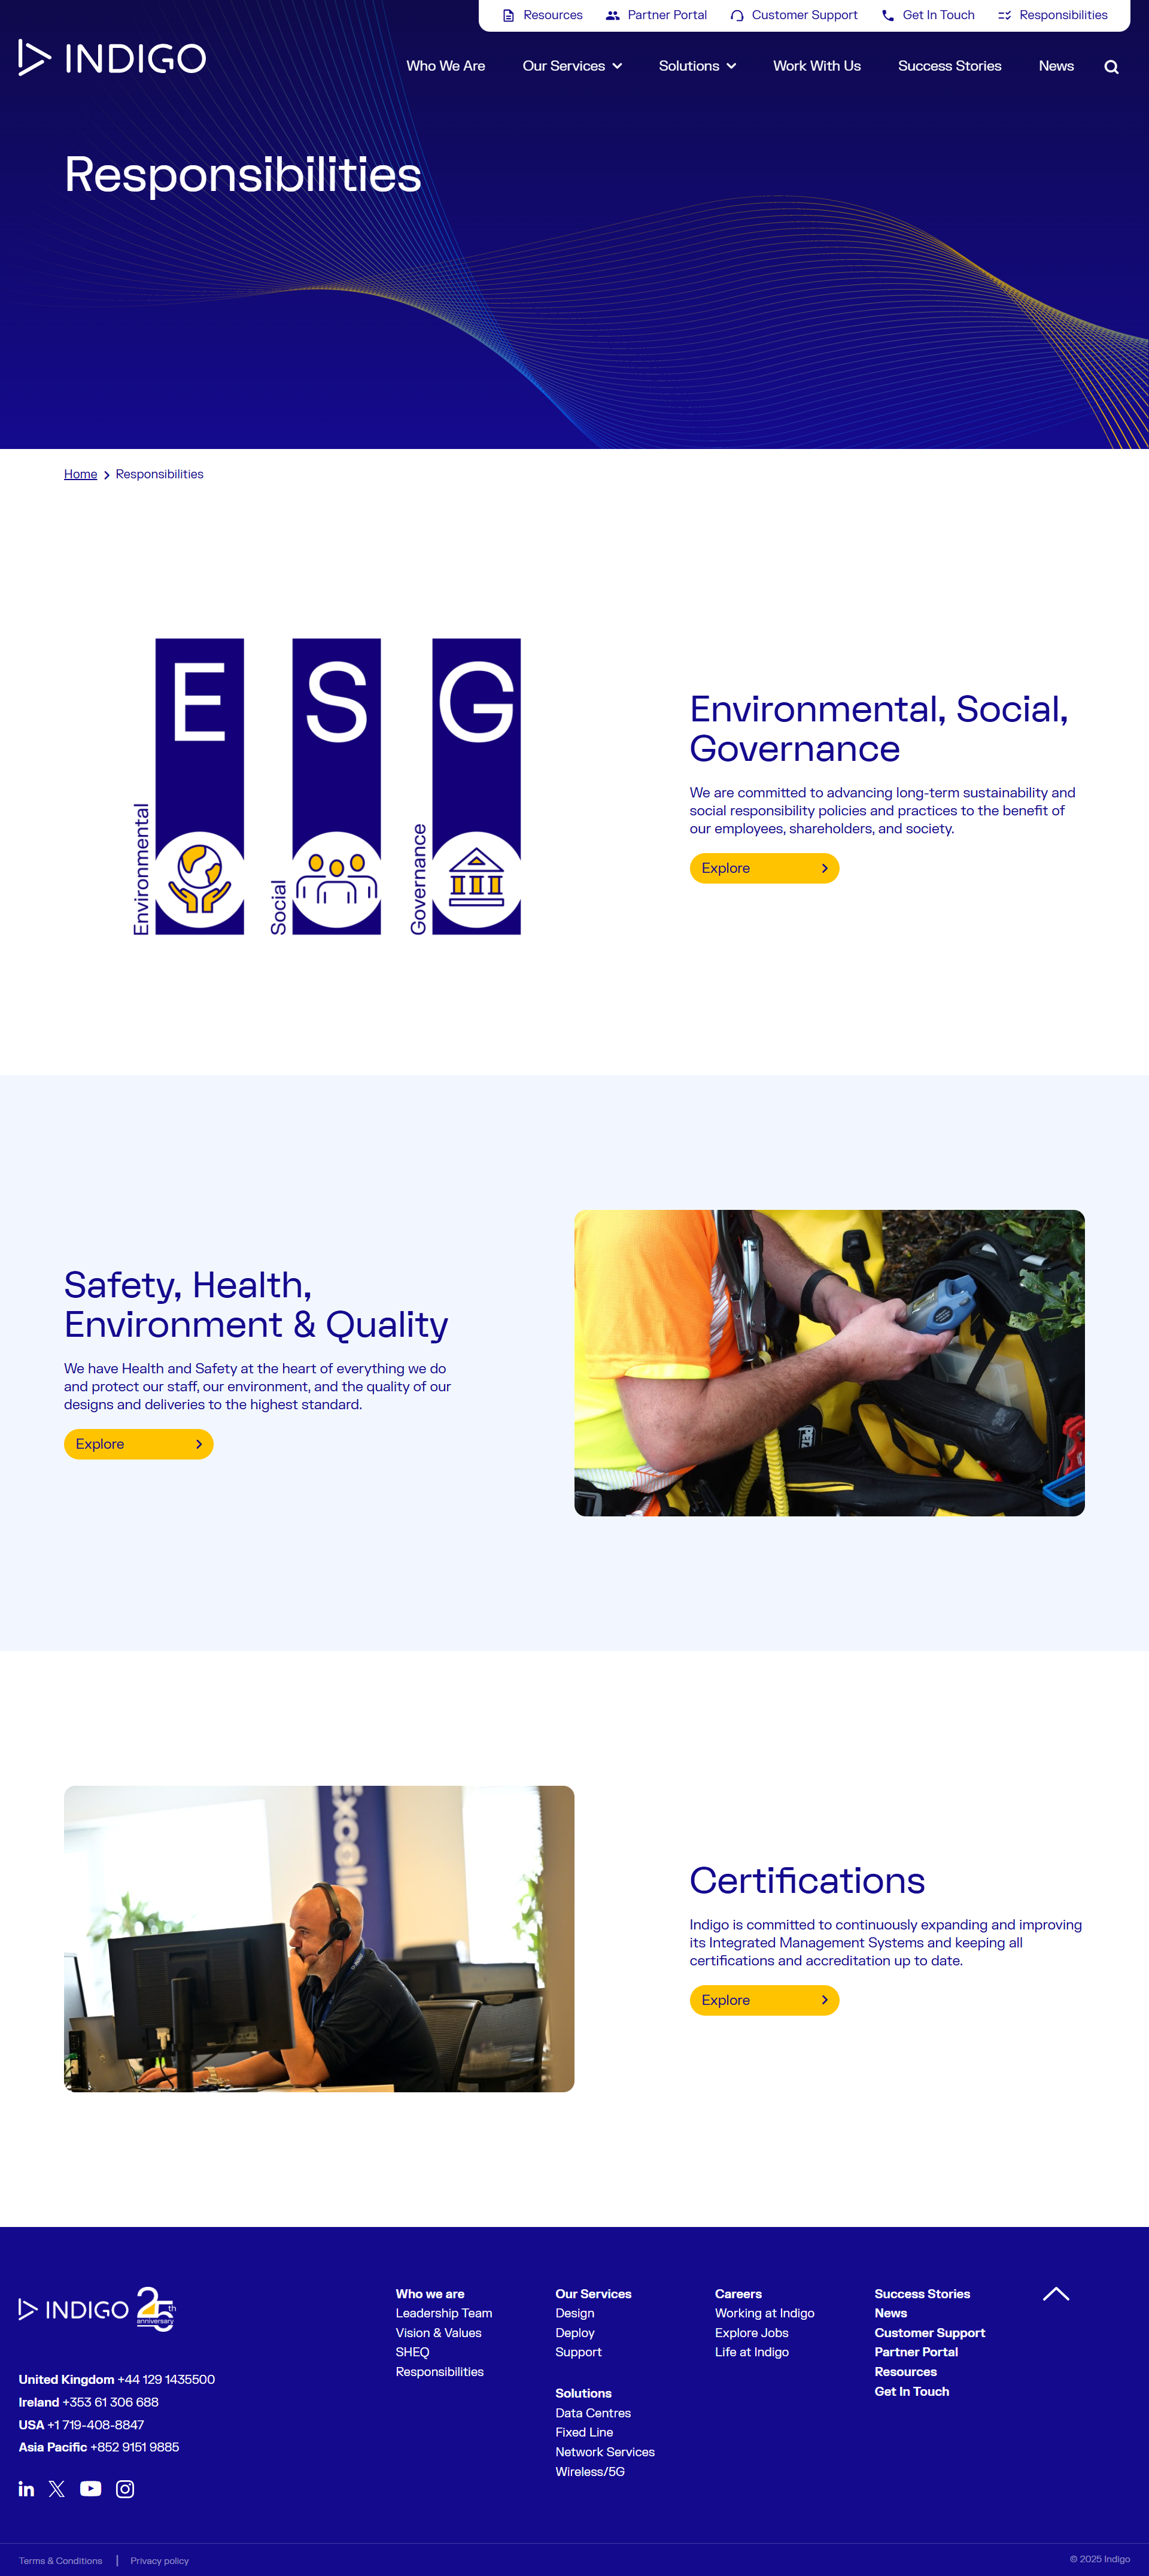 Resources
Partner Portal
Customer Support
Get In Touch
Responsibilities
INDIGO
Who We Are
Our Services
Solutions
Work With Us
Success Stories
News
Responsibilities
Home
Responsibilities
E
S
G
Environmental
Social
Governance
Environmental, Social,
Governance
We are committed to advancing long-term sustainability and
social responsibility policies and practices to the benefit of
our employees, shareholders, and society.
Explore
Safety, Health,
Environment & Quality
We have Health and Safety at the heart of everything we do
and protect our staff, our environment, and the quality of our
designs and deliveries to the highest standard.
Explore
Certifications
Indigo is committed to continuously expanding and improving
its Integrated Management Systems and keeping all
certifications and accreditation up to date.
Explore
INDIGO
25th
anniversary
United Kingdom +44 129 1435500
Ireland +353 61 306 688
USA +1 719-408-8847
Asia Pacific +852 9151 9885
Who we are
Leadership Team
Vision & Values
SHEQ
Responsibilities
Our Services
Design
Deploy
Support
Solutions
Data Centres
Fixed Line
Network Services
Wireless/5G
Careers
Working at Indigo
Explore Jobs
Life at Indigo
Success Stories
News
Customer Support
Partner Portal
Resources
Get In Touch
Terms & Conditions
Privacy policy
© 2025 Indigo